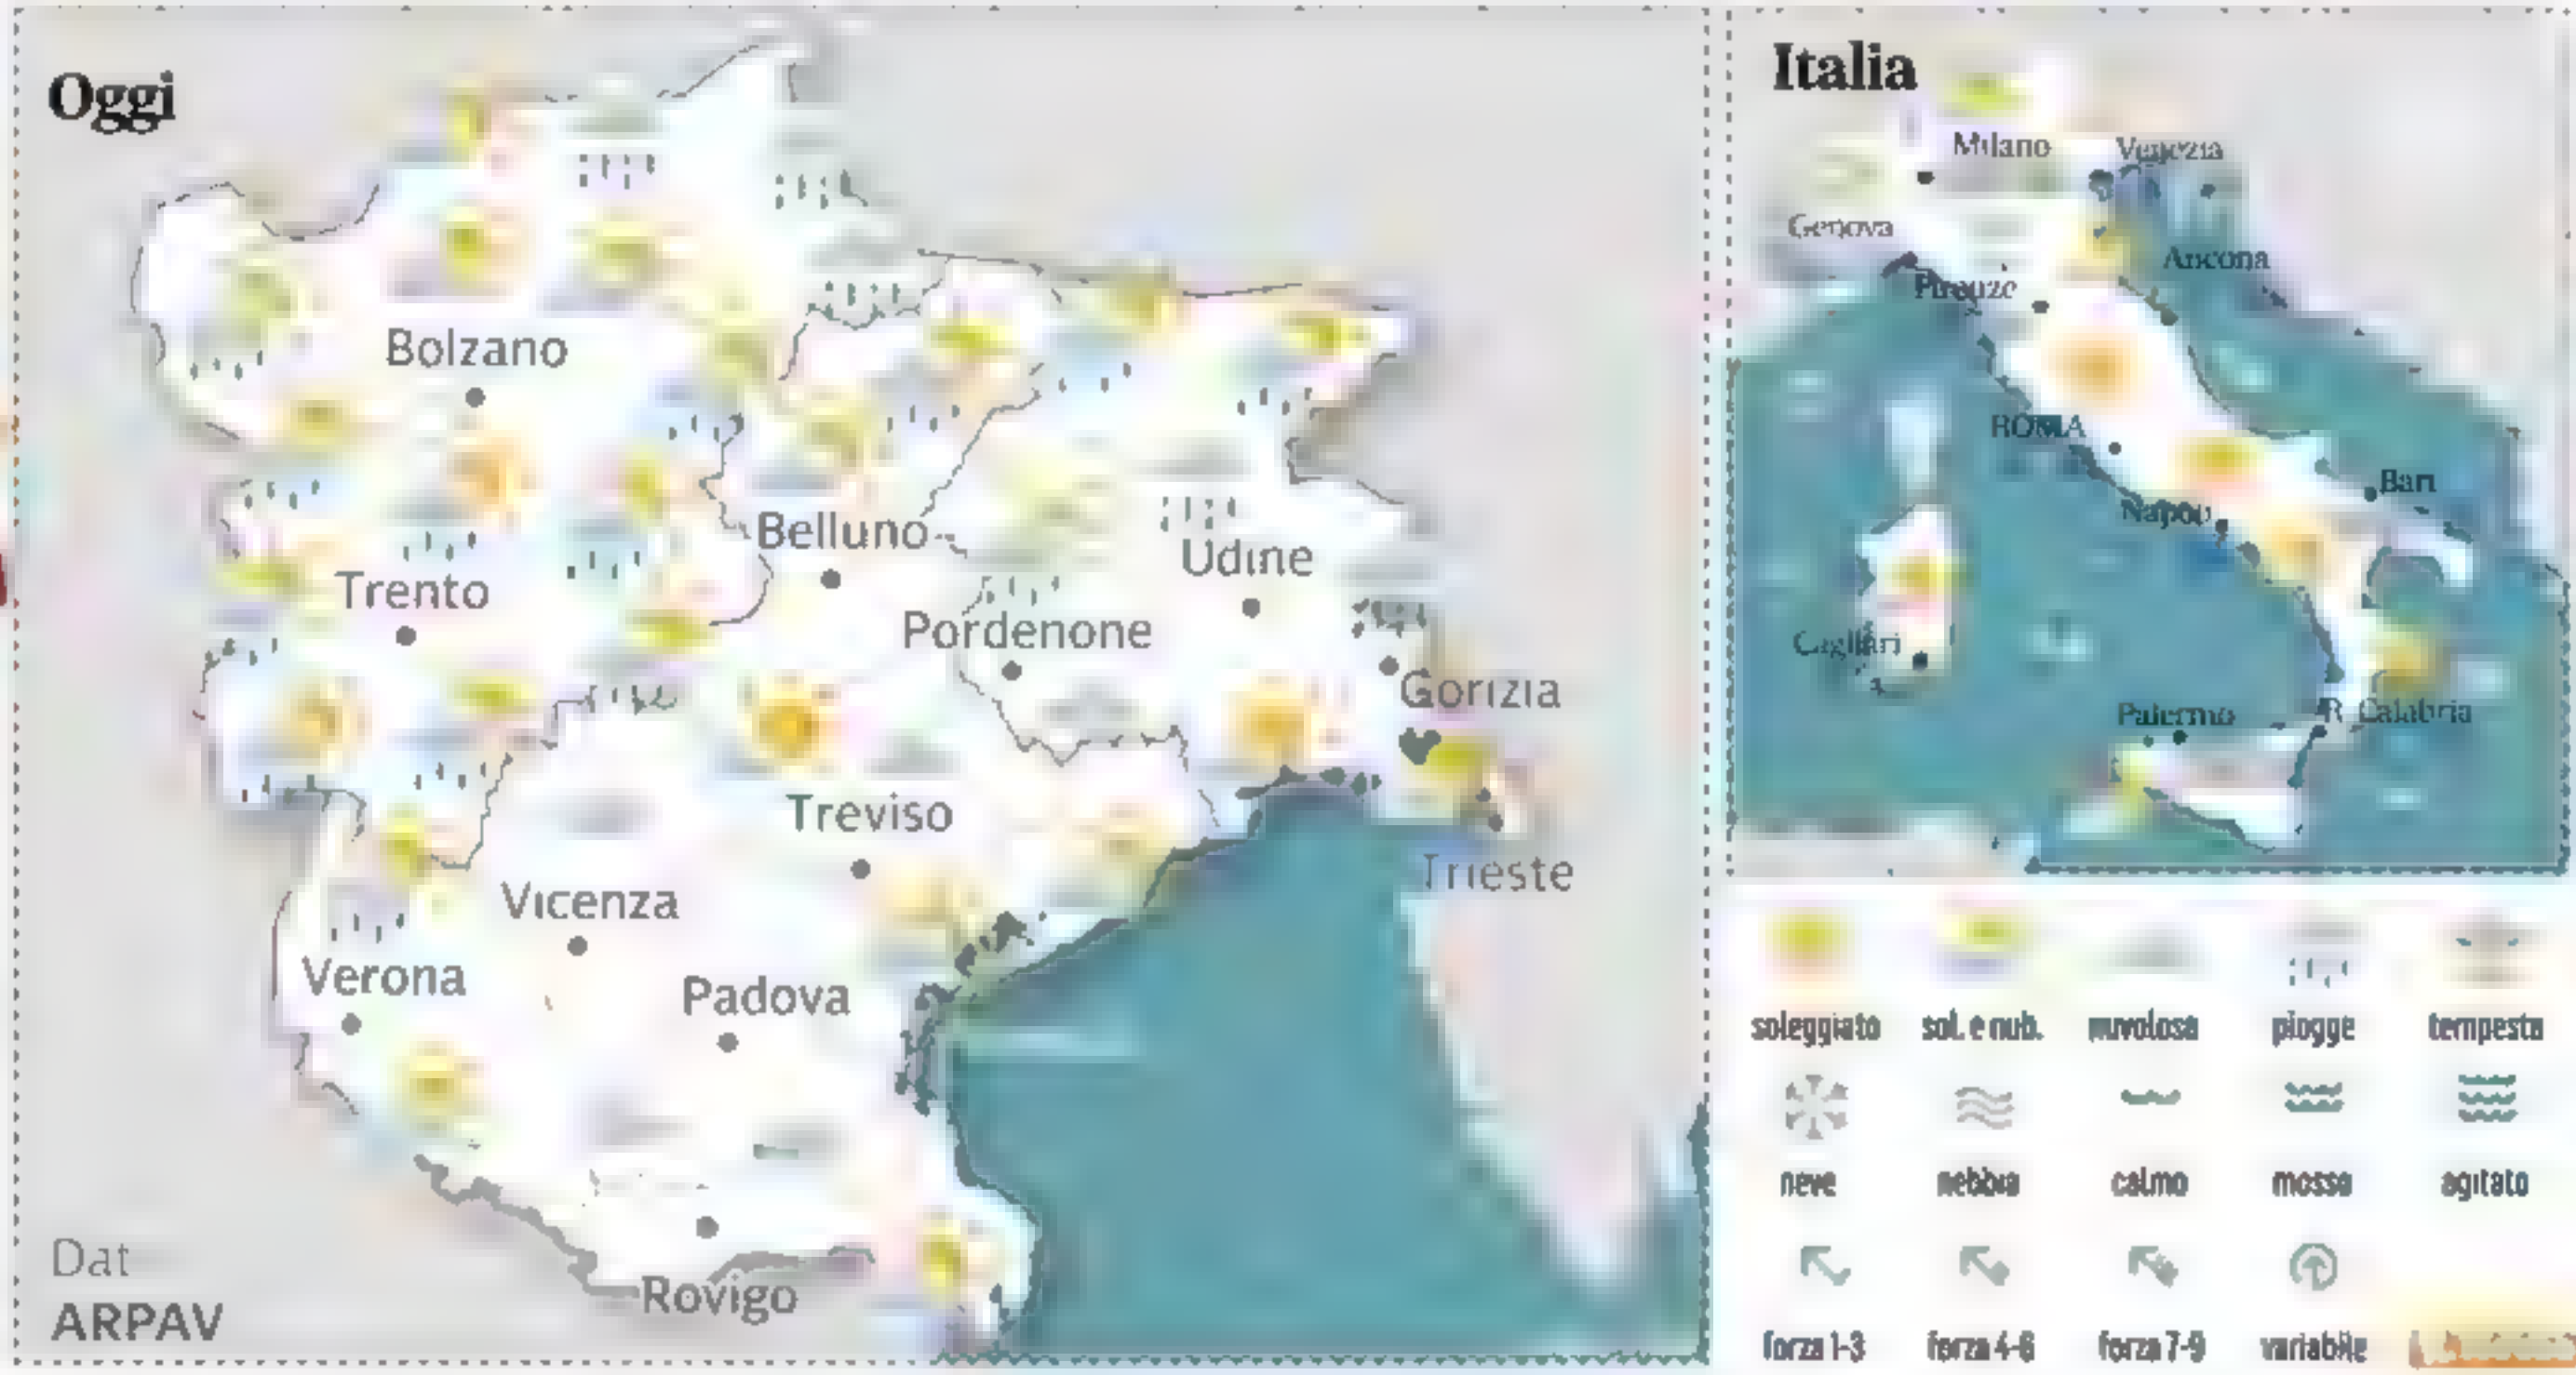 Oggi
Bolzano
Trento
Belluno
Udine
Pordenone
Gorizia
Treviso
Trieste
Vicenza
Verona
Padova
Rovigo
Dat
ARPAV
Italia
Milano
Venezia
Genova
Ancona
Firenze
ROMA
Bari
Napoli
Cagliari
Palermo
R. Calabria
soleggiato sol. e nub. nuvoloso piogge tempesta
neve nebbia calmo mosso agitato
forza 1-3 forza 4-6 forza 7-9 variabile